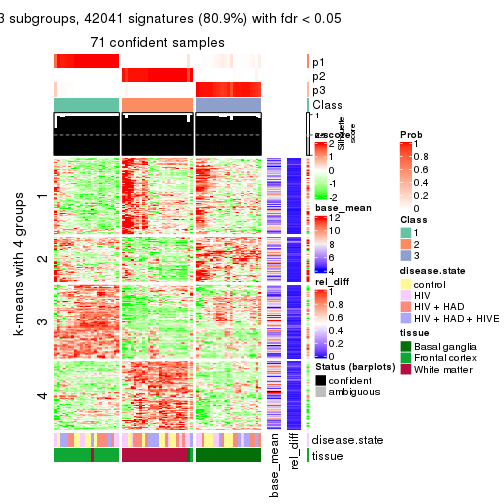 3 subgroups, 42041 signatures (80.9%) with fdr < 0.05
71 confident samples
p1
p2
p3
Class
1
Silhouette
score
k-means with 4 groups
1
2
3
4
base_mean
rel_diff
disease.state
tissue
z-score
2
1
0
-1
-2
base_mean
12
10
8
6
4
rel_diff
1
0.8
0.6
0.4
0.2
0
Status (barplots)
confident
ambiguous
Prob
1
0.8
0.6
0.4
0.2
0
Class
1
2
3
disease.state
control
HIV
HIV + HAD
HIV + HAD + HIVE
tissue
Basal ganglia
Frontal cortex
White matter